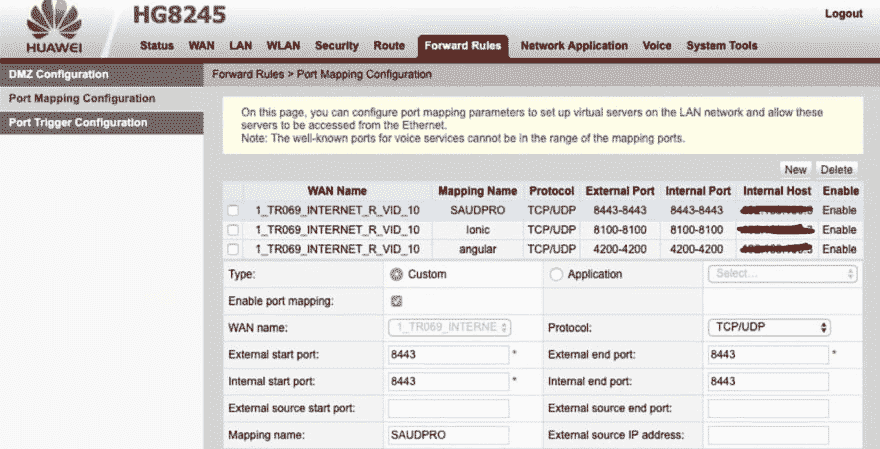 HUAWEI
HG8245
Logout
Status WAN LAN WLAN Security Route Forward Rules Network Application Voice System Tools
DMZ Configuration
Port Mapping Configuration
Port Trigger Configuration
Forward Rules > Port Mapping Configuration
On this page, you can configure port mapping parameters to set up virtual servers on the LAN network and allow these
servers to be accessed from the Ethernet.
Note: The well-known ports for voice services cannot be in the range of the mapping ports.
New Delete
WAN Name Mapping Name Protocol External Port Internal Port Internal Host Enable
1_TR069_INTERNET_R_VID_10 SAUDPRO TCP/UDP 8443-8443 8443-8443 Enable
1_TR069_INTERNET_R_VID_10 Ionic TCP/UDP 8100-8100 8100-8100 Enable
1_TR069_INTERNET_R_VID_10 angular TCP/UDP 4200-4200 4200-4200 Enable
Type: Custom Application Select...
Enable port mapping:
WAN name: 1_TR069_INTERNE Protocol: TCP/UDP
External start port: 8443 * External end port: 8443 *
Internal start port: 8443 * Internal end port: 8443
External source start port: External source end port:
Mapping name: SAUDPRO External source IP address: